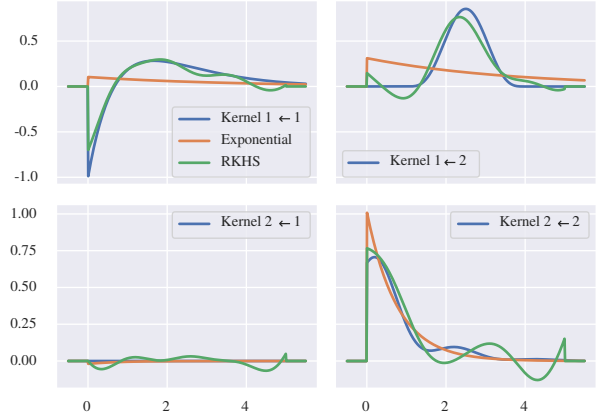 0.5
0.0
-0.5
-1.0
Kernel 1 ← 1
Exponential
RKHS
Kernel 1 ← 2
1.00
0.75
0.50
0.25
0.00
Kernel 2 ← 1
Kernel 2 ← 2
0 2 4
0 2 4